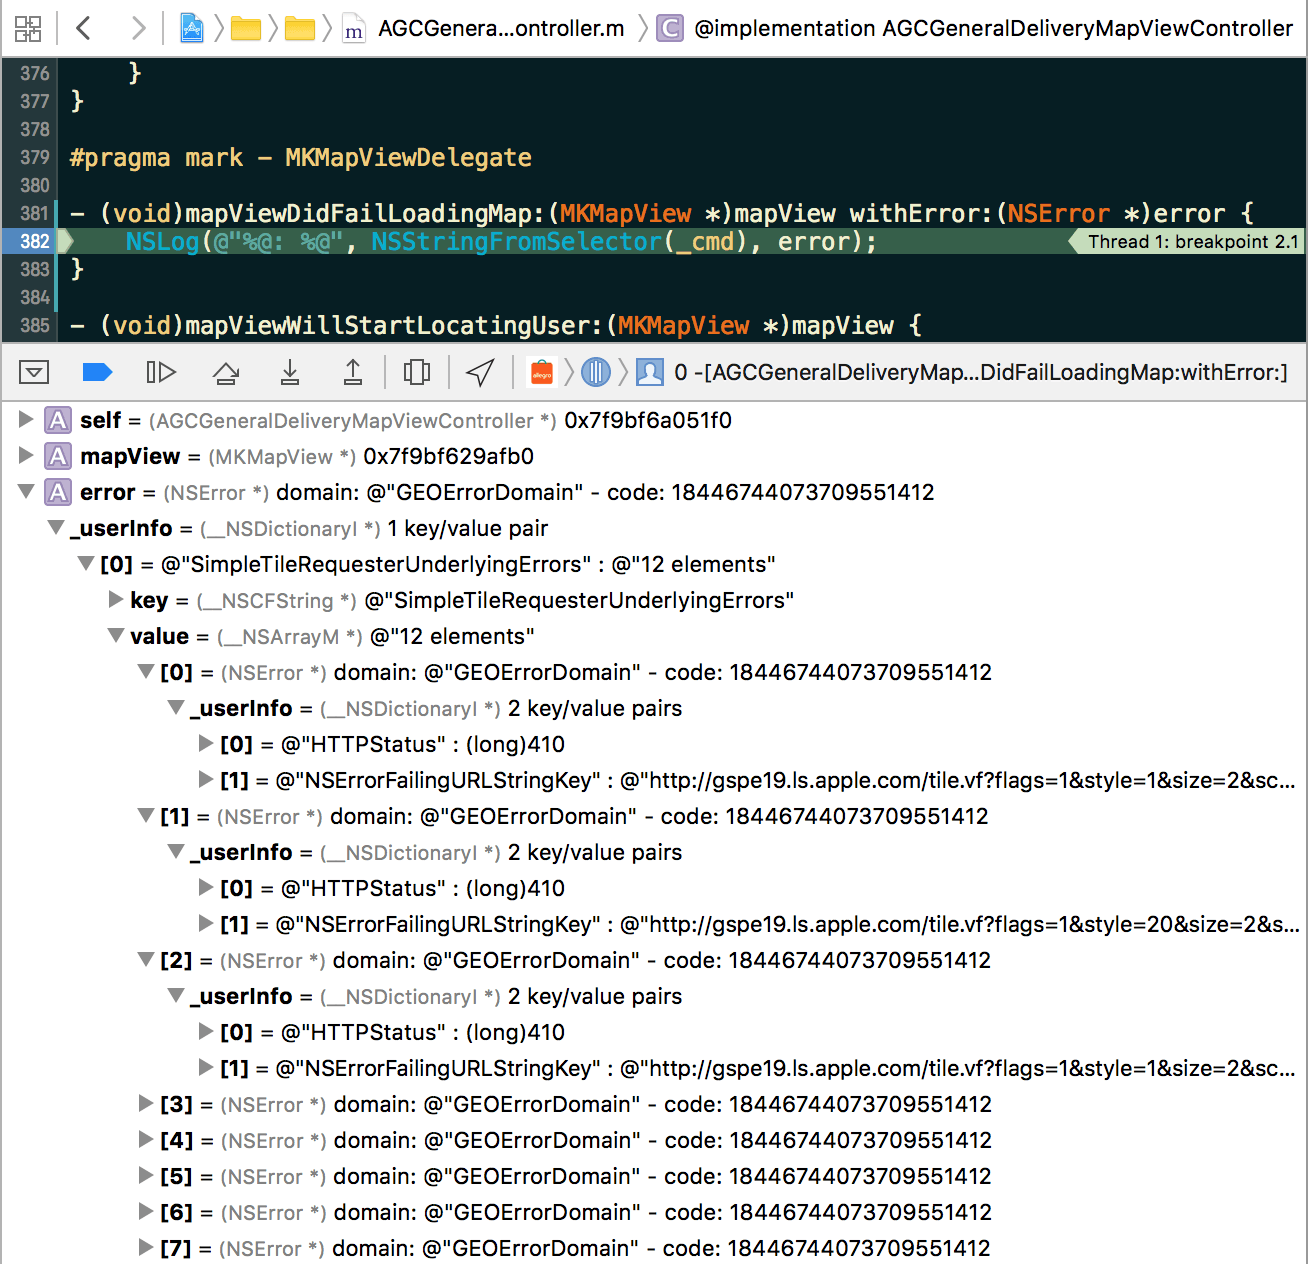 m AGCGenera...ontroller.m C @implementation AGCGeneralDeliveryMapViewController
376 }
377 }
378
379 #pragma mark - MKMapViewDelegate
380
381 - (void)mapViewDidFailLoadingMap:(MKMapView *)mapView withError:(NSError *)error {
382 NSLog(@"%@: %@", NSStringFromSelector(_cmd), error); Thread 1: breakpoint 2.1
383 }
384
385 - (void)mapViewWillStartLocatingUser:(MKMapView *)mapView {
allegro 0 -[AGCGeneralDeliveryMap...DidFailLoadingMap:withError:]
A self = (AGCGeneralDeliveryMapViewController *) 0x7f9bf6a051f0
A mapView = (MKMapView *) 0x7f9bf629afb0
A error = (NSError *) domain: @"GEOErrorDomain" - code: 18446744073709551412
_userInfo = (__NSDictionaryI *) 1 key/value pair
[0] = @"SimpleTileRequesterUnderlyingErrors" : @"12 elements"
key = (__NSCFString *) @"SimpleTileRequesterUnderlyingErrors"
value = (__NSArrayM *) @"12 elements"
[0] = (NSError *) domain: @"GEOErrorDomain" - code: 18446744073709551412
_userInfo = (__NSDictionaryI *) 2 key/value pairs
[0] = @"HTTPStatus" : (long)410
[1] = @"NSErrorFailingURLStringKey" : @"http://gspe19.ls.apple.com/tile.vf?flags=1&style=1&size=2&sc...
[1] = (NSError *) domain: @"GEOErrorDomain" - code: 18446744073709551412
_userInfo = (__NSDictionaryI *) 2 key/value pairs
[0] = @"HTTPStatus" : (long)410
[1] = @"NSErrorFailingURLStringKey" : @"http://gspe19.ls.apple.com/tile.vf?flags=1&style=20&size=2&s...
[2] = (NSError *) domain: @"GEOErrorDomain" - code: 18446744073709551412
_userInfo = (__NSDictionaryI *) 2 key/value pairs
[0] = @"HTTPStatus" : (long)410
[1] = @"NSErrorFailingURLStringKey" : @"http://gspe19.ls.apple.com/tile.vf?flags=1&style=1&size=2&sc...
[3] = (NSError *) domain: @"GEOErrorDomain" - code: 18446744073709551412
[4] = (NSError *) domain: @"GEOErrorDomain" - code: 18446744073709551412
[5] = (NSError *) domain: @"GEOErrorDomain" - code: 18446744073709551412
[6] = (NSError *) domain: @"GEOErrorDomain" - code: 18446744073709551412
[7] = (NSError *) domain: @"GEOErrorDomain" - code: 18446744073709551412